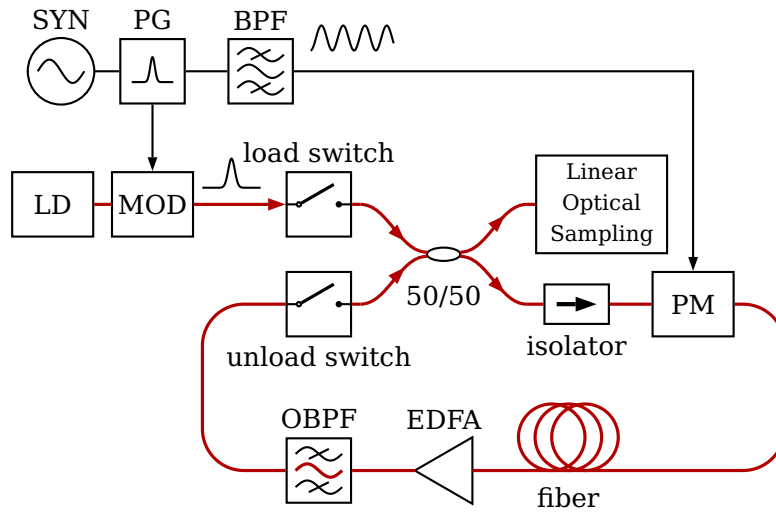 SYN
PG
BPF
load switch
LD
MOD
Linear
Optical
Sampling
50/50
PM
unload switch
isolator
OBPF
EDFA
fiber